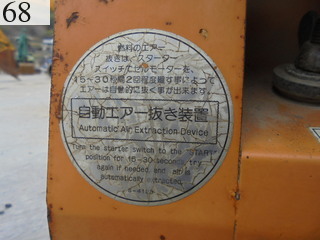 68
燃料のエアー
抜きは、スターター
スイッチでセルモーターを、
15~30秒間2回程度廻す事によって
エアーは自動的に抜く事が出来ます。
自動エアー抜き装置
Automatic Air Extraction Device
Turn the starter switch to the "START"
position for 15-30 seconds, try
again if needed and air is
automatically extracted.